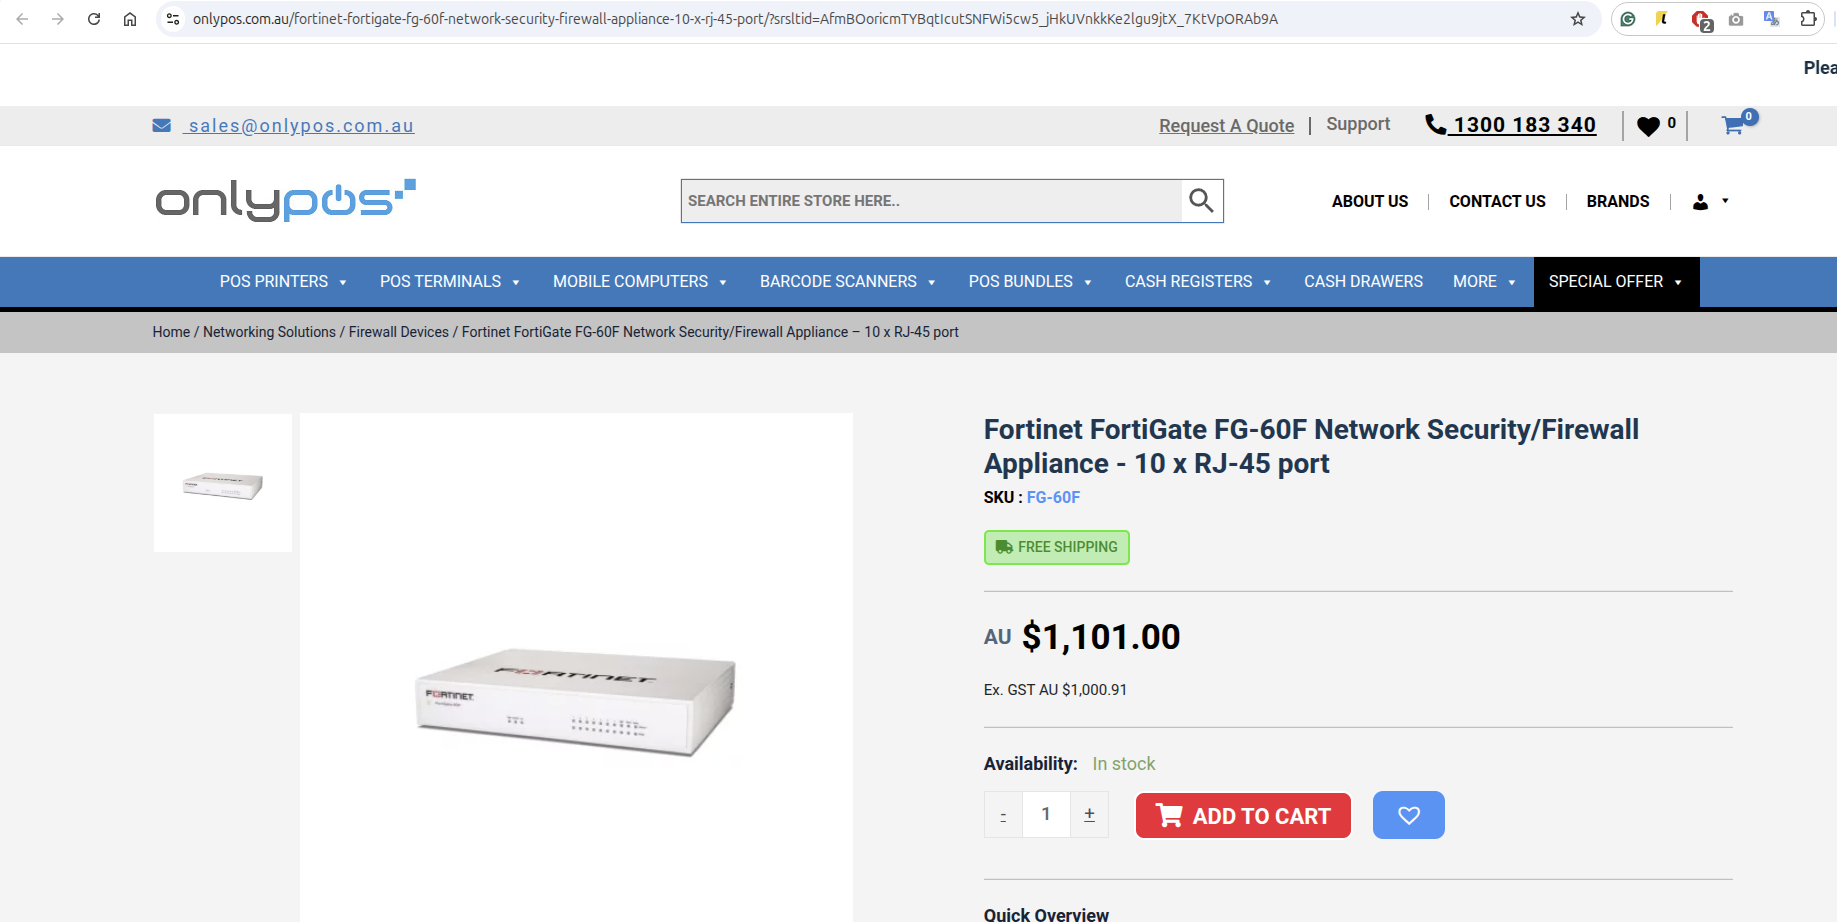 onlypos.com.au/fortinet-fortigate-fg-60f-network-security-firewall-appliance-10-x-rj-45-port/?srsltid=AfmBOoricmTYBqtIcutSNFWi5cw5_jHkUVnkkKe2lgu9jtX_7KtVpORAb9A
2
Plea
sales@onlypos.com.au
Request A Quote | Support
1300 183 340
0
0
onlypos
SEARCH ENTIRE STORE HERE..
ABOUT US | CONTACT US | BRANDS
POS PRINTERS POS TERMINALS MOBILE COMPUTERS BARCODE SCANNERS POS BUNDLES CASH REGISTERS CASH DRAWERS MORE SPECIAL OFFER
Home / Networking Solutions / Firewall Devices / Fortinet FortiGate FG-60F Network Security/Firewall Appliance – 10 x RJ-45 port
FORTINET
FORTINET
Fortinet FortiGate FG-60F Network Security/Firewall
Appliance - 10 x RJ-45 port
SKU : FG-60F
FREE SHIPPING
AU $1,101.00
Ex. GST AU $1,000.91
Availability: In stock
- 1 +
ADD TO CART
Quick Overview